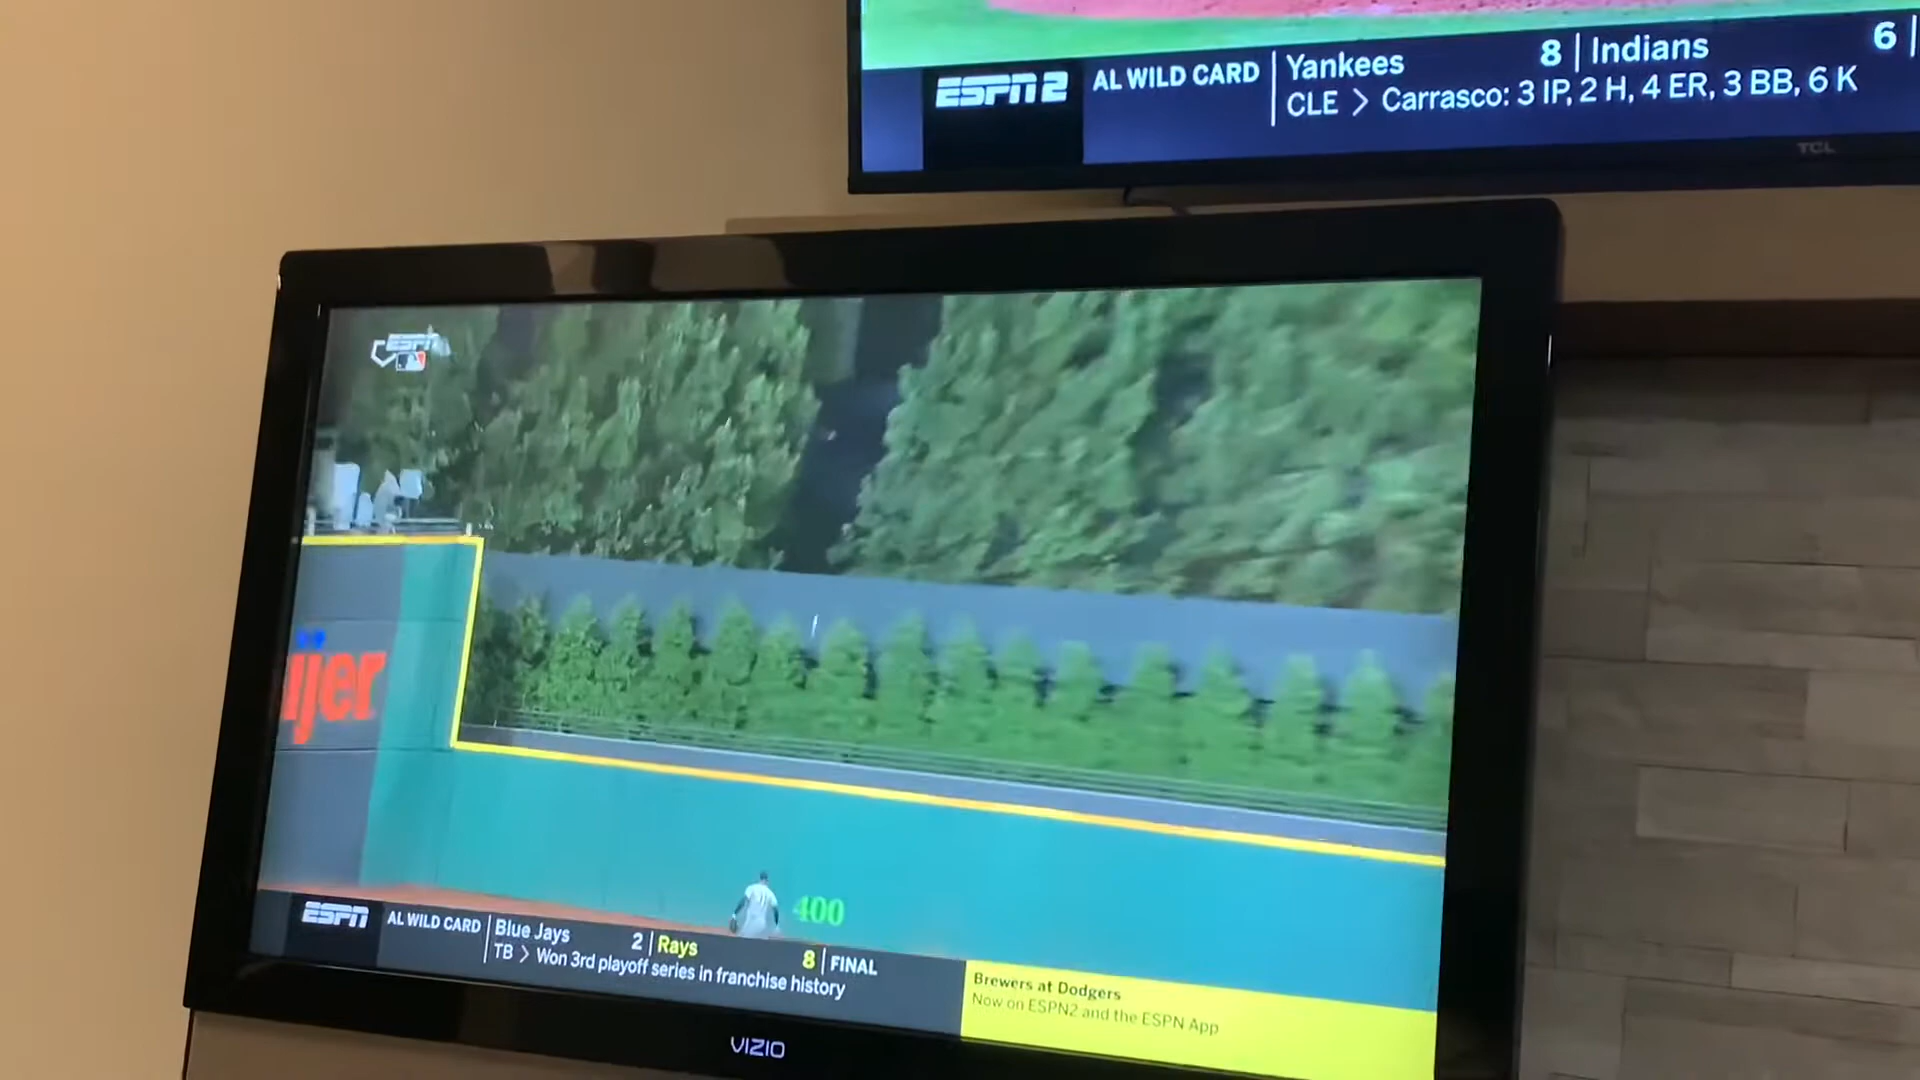 ESPN2 AL WILD CARD Yankees 8 Indians 6
CLE > Carrasco: 3 IP, 2 H, 4 ER, 3 BB, 6 K
TCL
ESPN
ijer
400
ESPN AL WILD CARD Blue Jays 2 Rays 8 FINAL
TB > Won 3rd playoff series in franchise history
Brewers at Dodgers
Now on ESPN2 and the ESPN App
VIZIO